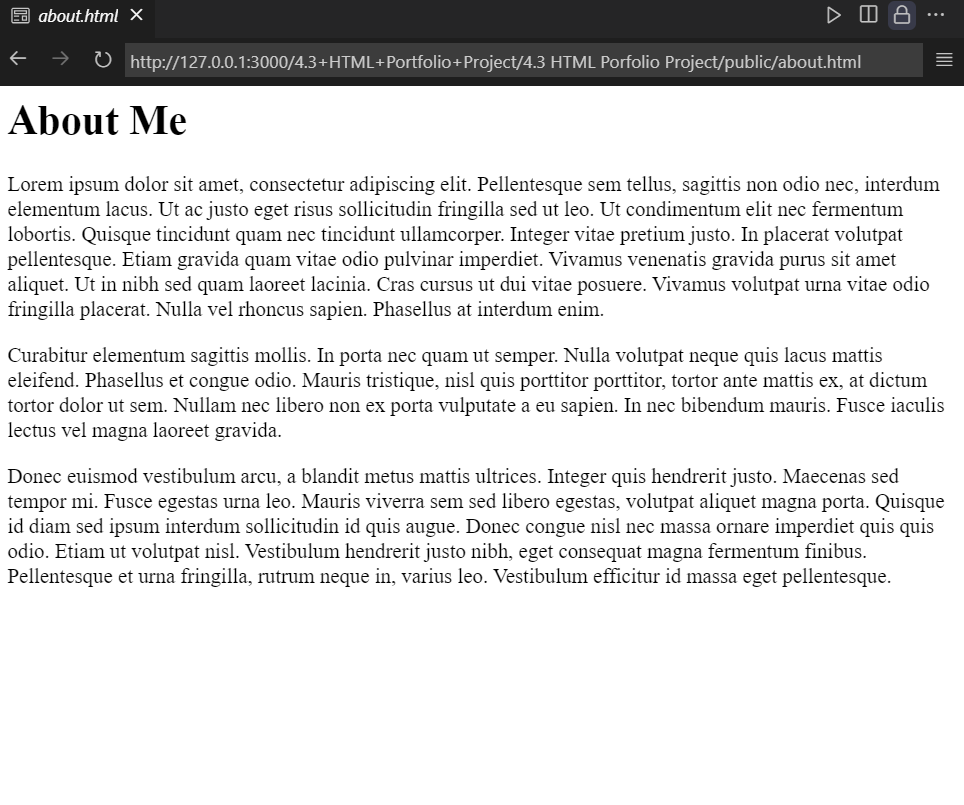 about.html
http://127.0.0.1:3000/4.3+HTML+Portfolio+Project/4.3 HTML Porfolio Project/public/about.html
About Me
Lorem ipsum dolor sit amet, consectetur adipiscing elit. Pellentesque sem tellus, sagittis non odio nec, interdum
elementum lacus. Ut ac justo eget risus sollicitudin fringilla sed ut leo. Ut condimentum elit nec fermentum
lobortis. Quisque tincidunt quam nec tincidunt ullamcorper. Integer vitae pretium justo. In placerat volutpat
pellentesque. Etiam gravida quam vitae odio pulvinar imperdiet. Vivamus venenatis gravida purus sit amet
aliquet. Ut in nibh sed quam laoreet lacinia. Cras cursus ut dui vitae posuere. Vivamus volutpat urna vitae odio
fringilla placerat. Nulla vel rhoncus sapien. Phasellus at interdum enim.
Curabitur elementum sagittis mollis. In porta nec quam ut semper. Nulla volutpat neque quis lacus mattis
eleifend. Phasellus et congue odio. Mauris tristique, nisl quis porttitor porttitor, tortor ante mattis ex, at dictum
tortor dolor ut sem. Nullam nec libero non ex porta vulputate a eu sapien. In nec bibendum mauris. Fusce iaculis
lectus vel magna laoreet gravida.
Donec euismod vestibulum arcu, a blandit metus mattis ultrices. Integer quis hendrerit justo. Maecenas sed
tempor mi. Fusce egestas urna leo. Mauris viverra sem sed libero egestas, volutpat aliquet magna porta. Quisque
id diam sed ipsum interdum sollicitudin id quis augue. Donec congue nisl nec massa ornare imperdiet quis quis
odio. Etiam ut volutpat nisl. Vestibulum hendrerit justo nibh, eget consequat magna fermentum finibus.
Pellentesque et urna fringilla, rutrum neque in, varius leo. Vestibulum efficitur id massa eget pellentesque.